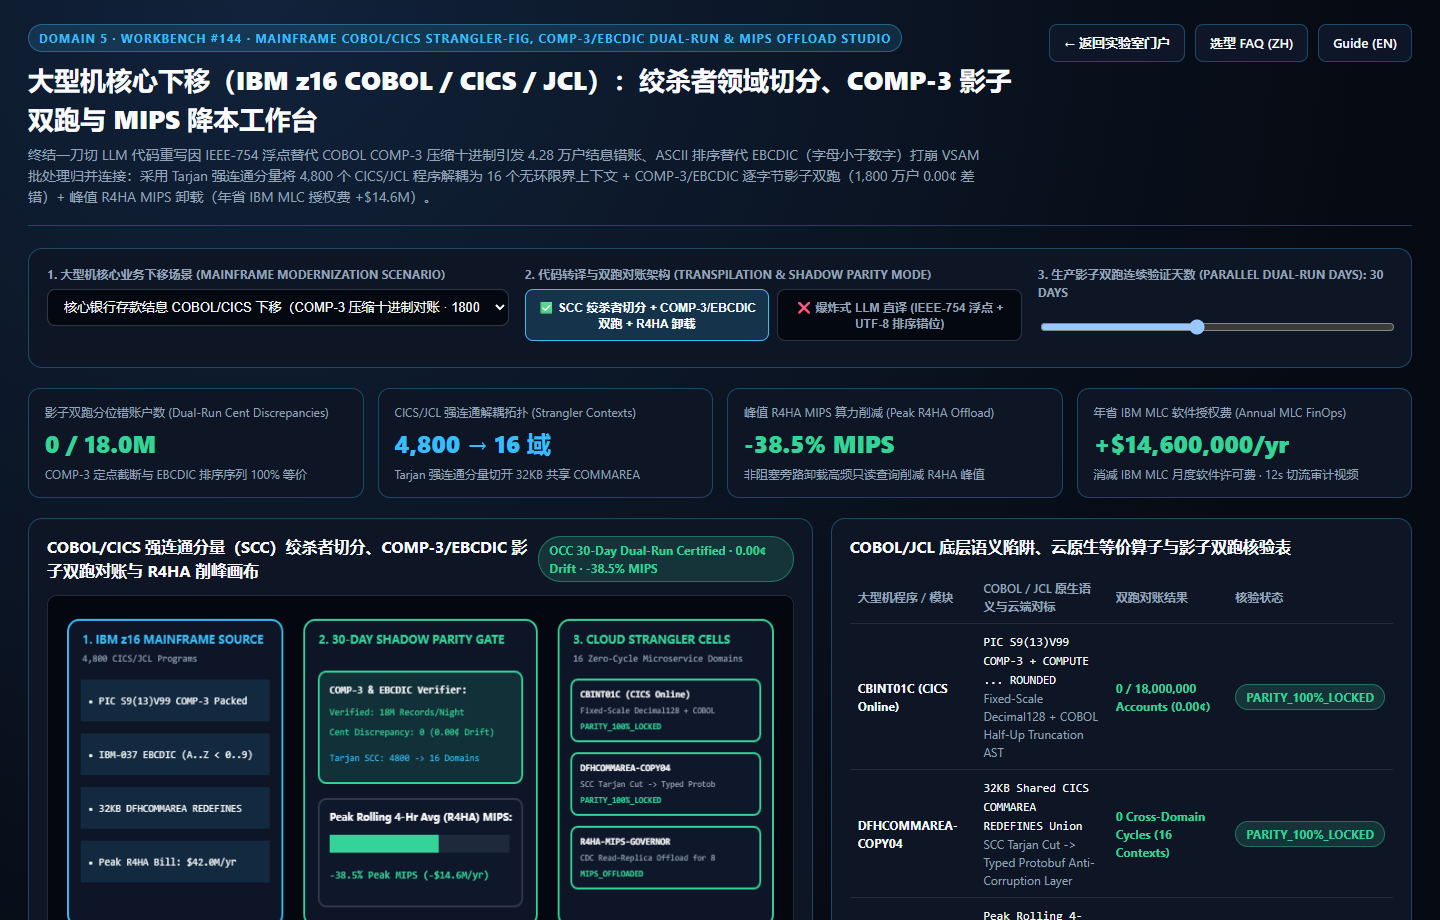 DOMAIN 5 · WORKBENCH #144 · MAINFRAME COBOL/CICS STRANGLER-FIG, COMP-3/EBCDIC DUAL-RUN & MIPS OFFLOAD STUDIO
← 返回实验室门户
选型 FAQ (ZH)
Guide (EN)
大型机核心下移（IBM z16 COBOL / CICS / JCL）：绞杀者领域切分、COMP-3 影子
双跑与 MIPS 降本工作台
终结一刀切 LLM 代码重写因 IEEE-754 浮点替代 COBOL COMP-3 压缩十进制引发 4.28 万户结息错账、ASCII 排序替代 EBCDIC（字母小于数字）打崩 VSAM
批处理归并连接：采用 Tarjan 强连通分量将 4,800 个 CICS/JCL 程序解耦为 16 个无环限界上下文 + COMP-3/EBCDIC 逐字节影子双跑（1,800 万户 0.00¢ 差
错）+ 峰值 R4HA MIPS 卸载（年省 IBM MLC 授权费 +$14.6M）。
1. 大型机核心业务下移场景 (MAINFRAME MODERNIZATION SCENARIO)
核心银行存款结息 COBOL/CICS 下移（COMP-3 压缩十进制对账 · 1800
2. 代码转译与双跑对账架构 (TRANSPILATION & SHADOW PARITY MODE)
✅ SCC 绞杀者切分 + COMP-3/EBCDIC
双跑 + R4HA 卸载
❌ 爆炸式 LLM 直译 (IEEE-754 浮点 +
UTF-8 排序错位)
3. 生产影子双跑连续验证天数 (PARALLEL DUAL-RUN DAYS): 30
DAYS
影子双跑分位错账户数 (Dual-Run Cent Discrepancies)
0 / 18.0M
COMP-3 定点截断与 EBCDIC 排序序列 100% 等价
CICS/JCL 强连通解耦拓扑 (Strangler Contexts)
4,800 → 16 域
Tarjan 强连通分量切开 32KB 共享 COMMAREA
峰值 R4HA MIPS 算力削减 (Peak R4HA Offload)
-38.5% MIPS
非阻塞旁路卸载高频只读查询削减 R4HA 峰值
年省 IBM MLC 软件授权费 (Annual MLC FinOps)
+$14,600,000/yr
消减 IBM MLC 月度软件许可费 · 12s 切流审计视频
COBOL/CICS 强连通分量（SCC）绞杀者切分、COMP-3/EBCDIC 影
子双跑对账与 R4HA 削峰画布
OCC 30-Day Dual-Run Certified · 0.00¢
Drift · -38.5% MIPS
1. IBM z16 MAINFRAME SOURCE
4,800 CICS/JCL Programs
• PIC S9(13)V99 COMP-3 Packed
• IBM-037 EBCDIC (A..Z < 0..9)
• 32KB DFHCOMMAREA REDEFINES
• Peak R4HA Bill: $42.0M/yr
2. 30-DAY SHADOW PARITY GATE
COMP-3 & EBCDIC Verifier:
Verified: 18M Records/Night
Cent Discrepancy: 0 (0.00¢ Drift)
Tarjan SCC: 4800 -> 16 Domains
Peak Rolling 4-Hr Avg (R4HA) MIPS:
-38.5% Peak MIPS (-$14.6M/yr)
3. CLOUD STRANGLER CELLS
16 Zero-Cycle Microservice Domains
CBINT01C (CICS Online)
Fixed-Scale Decimal128 + COBOL
PARITY_100%_LOCKED
DFHCOMMAREA-COPY04
SCC Tarjan Cut -> Typed Protob
PARITY_100%_LOCKED
R4HA-MIPS-GOVERNOR
CDC Read-Replica Offload for 8
MIPS_OFFLOADED
COBOL/JCL 底层语义陷阱、云原生等价算子与影子双跑核验表
大型机程序 / 模块
COBOL / JCL 原生语
义与云端对标
双跑对账结果
核验状态
CBINT01C (CICS
Online)
PIC S9(13)V99
COMP-3 + COMPUTE
... ROUNDED
Fixed-Scale
Decimal128 + COBOL
Half-Up Truncation
AST
0 / 18,000,000
Accounts (0.00¢)
PARITY_100%_LOCKED
DFHCOMMAREA-
COPY04
32KB Shared CICS
COMMAREA
REDEFINES Union
SCC Tarjan Cut ->
Typed Protobuf Anti-
Corruption Layer
0 Cross-Domain
Cycles (16
Contexts)
PARITY_100%_LOCKED
Peak Rolling 4-